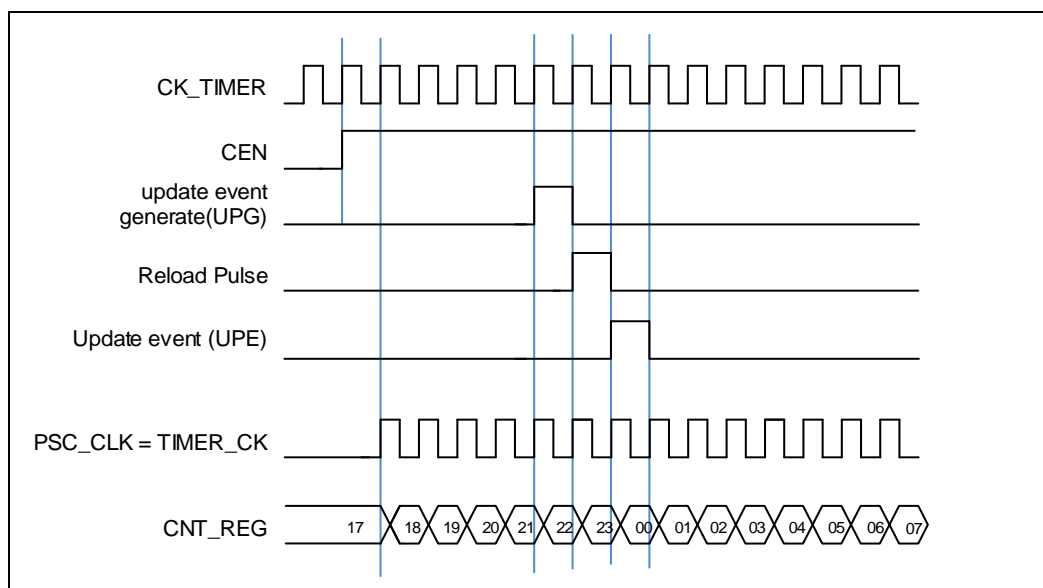 CK_TIMER
CEN
update event
generate(UPG)
Reload Pulse
Update event (UPE)
PSC_CLK = TIMER_CK
CNT_REG 17 18 19 20 21 22 23 00 01 02 03 04 05 06 07